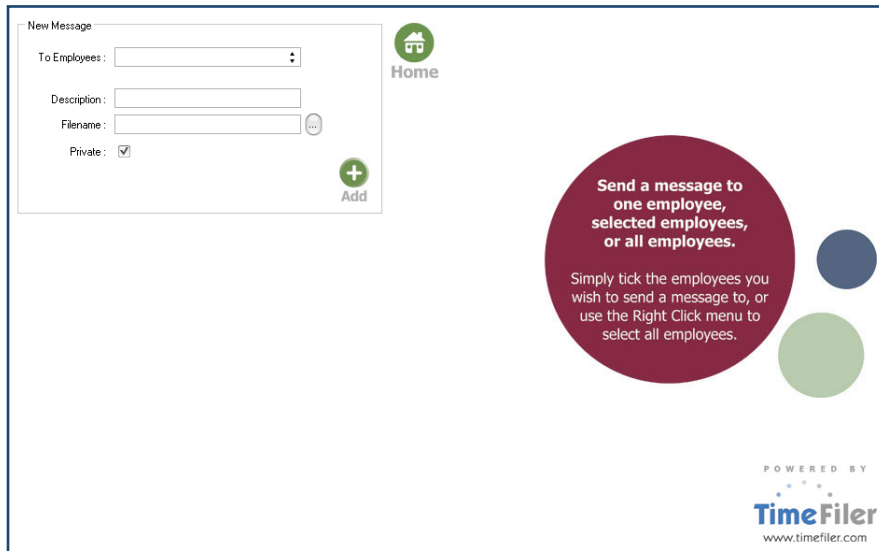 New Message
To Employees :
Home
Description :
Filename :
...
Private :
Add
Send a message to
one employee,
selected employees,
or all employees.
Simply tick the employees you
wish to send a message to, or
use the Right Click menu to
select all employees.
POWERED BY
TimeFiler
www.timefiler.com